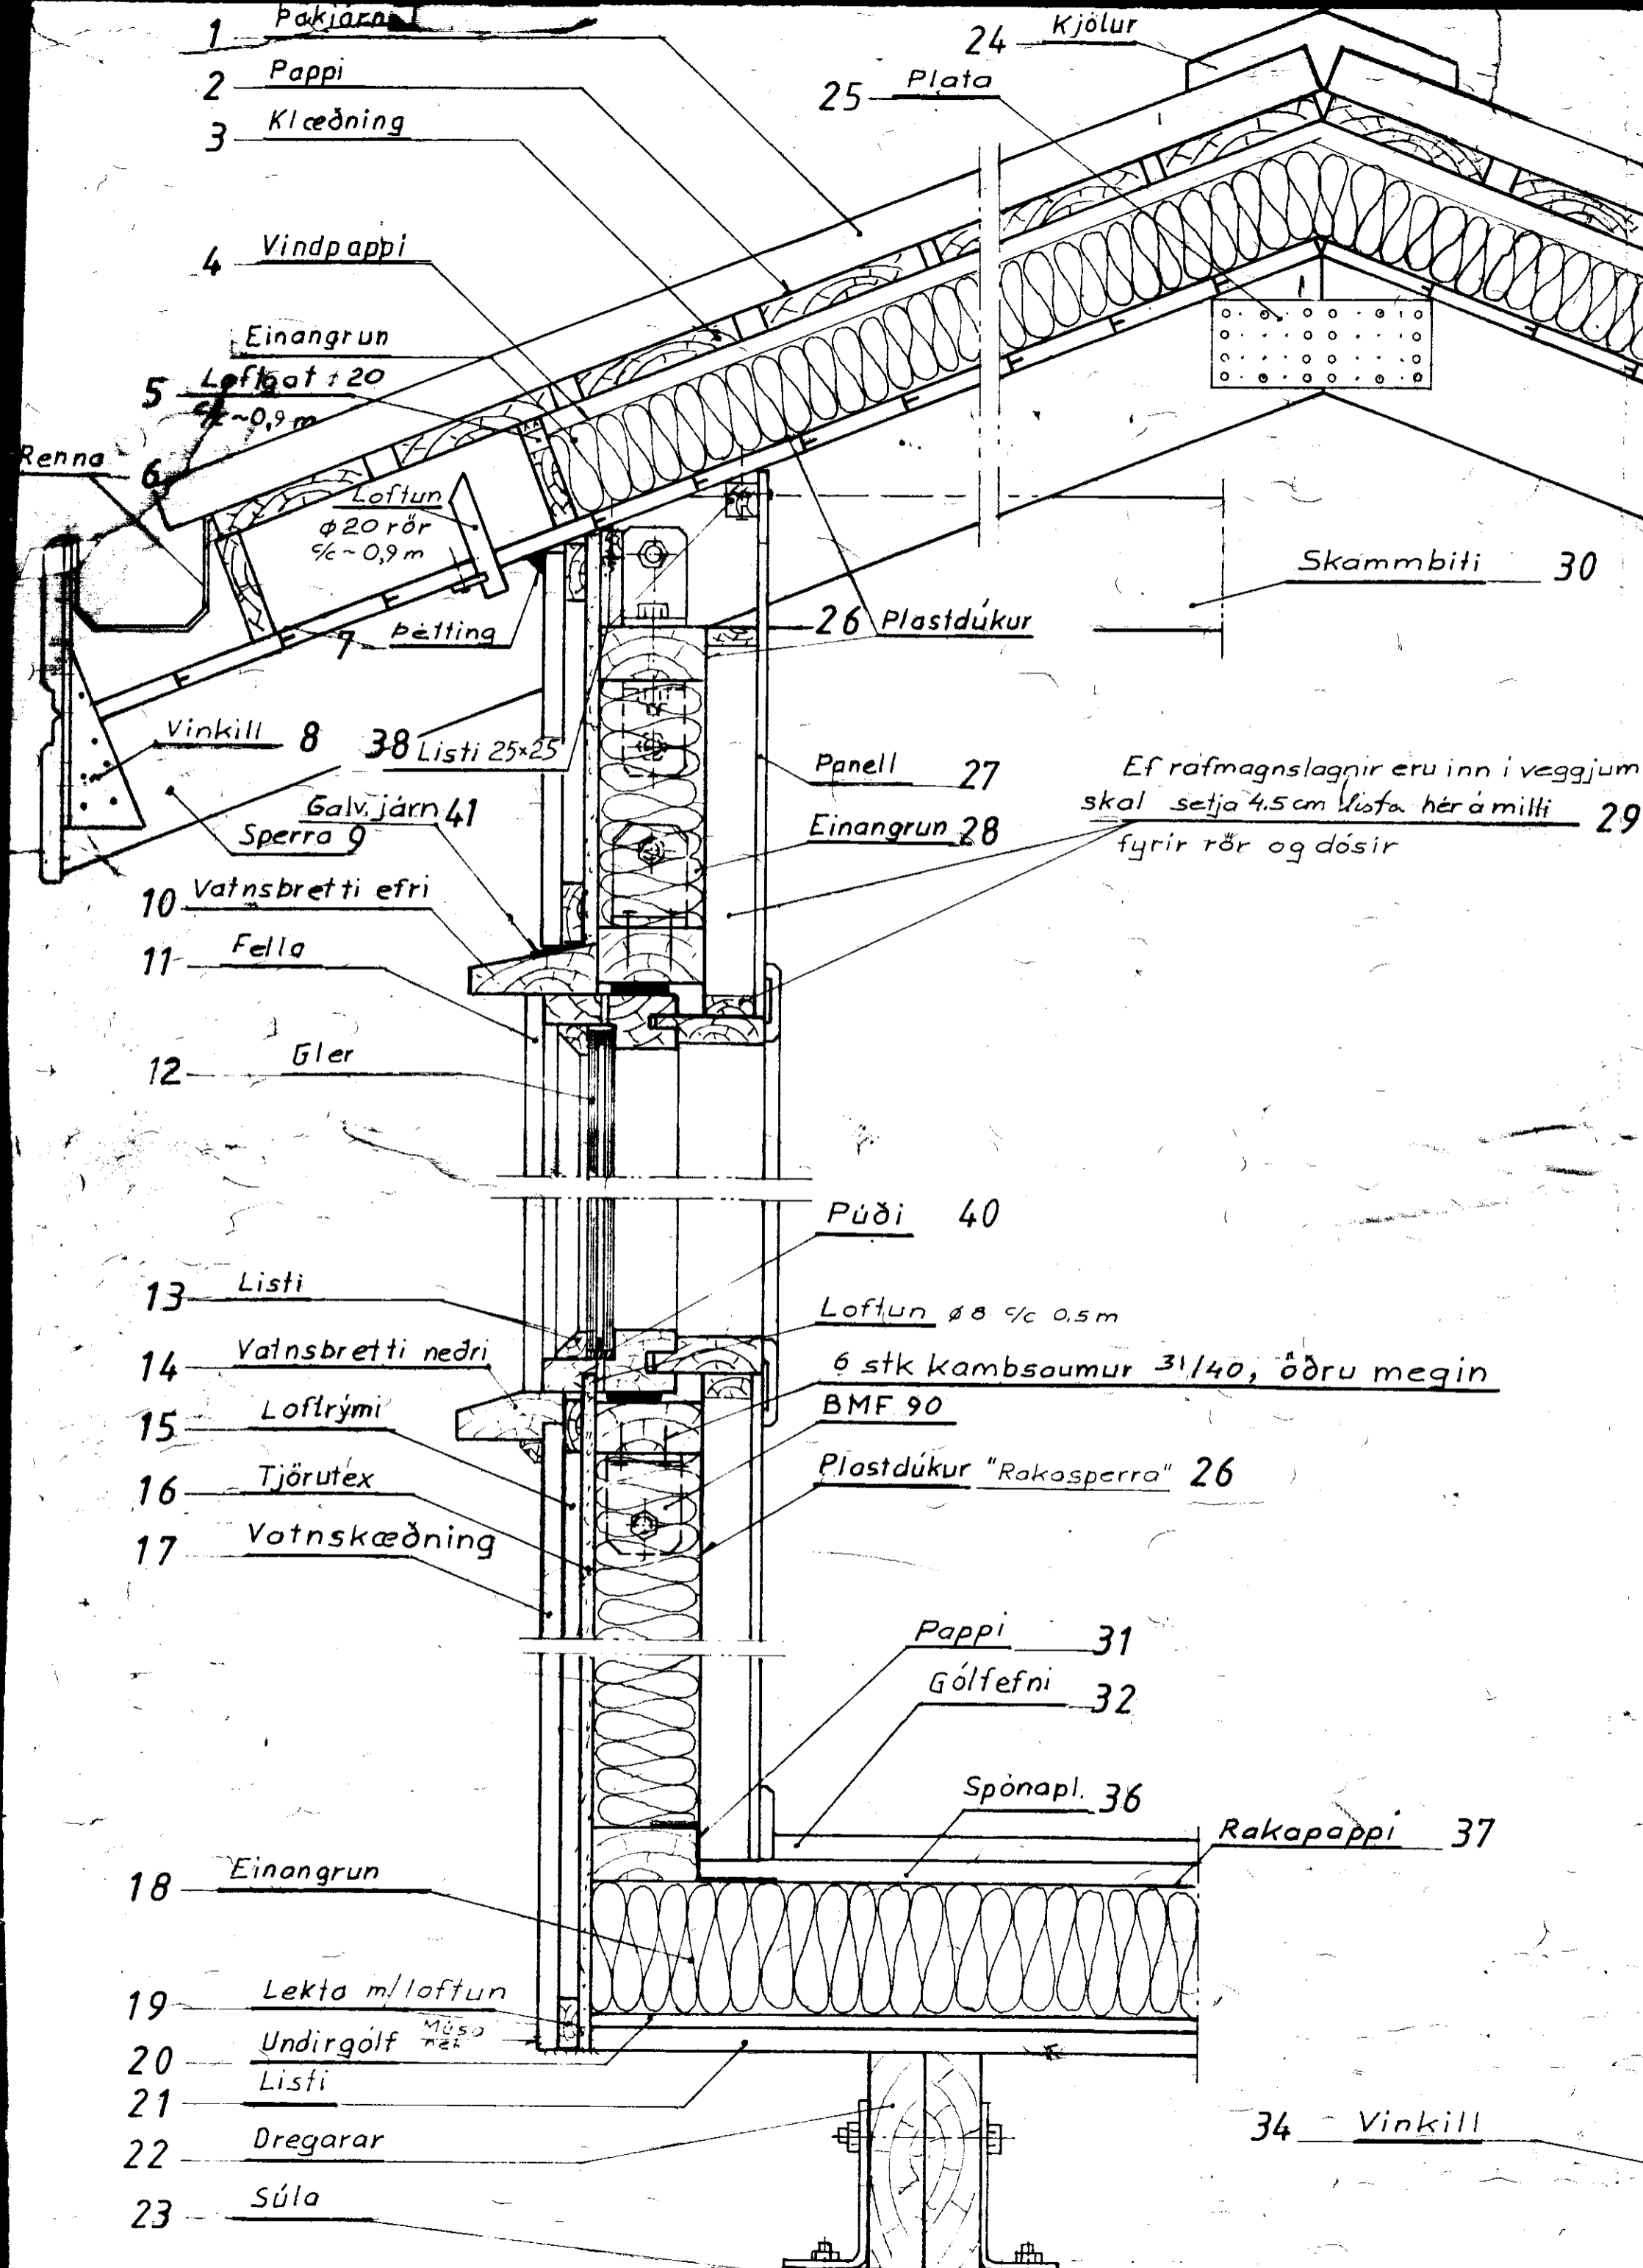 1 Þakjárn
2 Pappi
3 Klæðning
4 Vindpappi
Einangrun
5 Loftgat ÷ 20
c/c ~0,9 m
Renna 6
Loftun
φ 20 rör
c/c ~ 0,9 m
7 Þétting
Vinkill 8
38 Listi 25x25
Galv. járn 41
Sperra 9
10 Vatnsbretti efri
11 Fella
12 Gler
13 Listi
14 Vatnsbretti neðri
15 Loftrými
16 Tjörutex
17 Vatnskæðning
18 Einangrun
19 Lekta m/loftun
20 Undirgólf Músa
net
21 Listi
22 Dregarar
23 Súla
24 Kjölur
25 Plata
Skammbiti 30
26 Plastdúkur
Panell 27
Einangrun 28
Ef rafmagnslagnir eru inn í veggjum
skal setja 4.5 cm lista hér á milli 29
fyrir rör og dósir
Púði 40
Loftun φ 8 c/c 0,5 m
6 stk kambsaumur 31/40, öðru megin
BMF 90
Plastdúkur "Rakasperra" 26
Pappi 31
Gólfefni 32
Spónapl. 36
Rakapappi 37
34 Vinkill